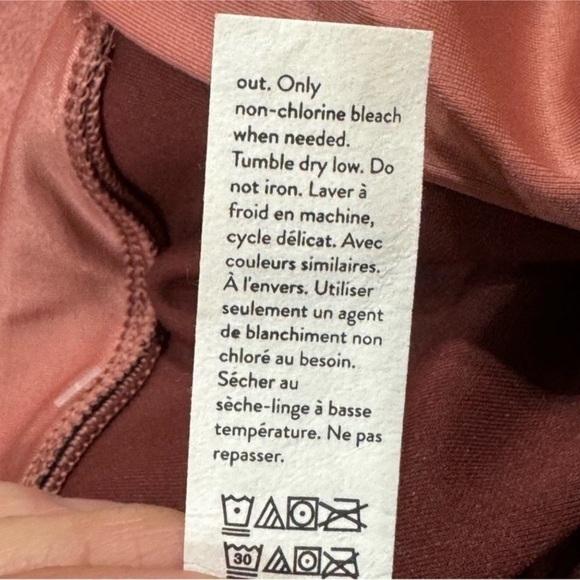 out. Only
non-chlorine bleach
when needed.
Tumble dry low. Do
not iron. Laver à
froid en machine,
cycle délicat. Avec
couleurs similaires.
À l'envers. Utiliser
seulement un agent
de blanchiment non
chloré au besoin.
Sécher au
sèche-linge à basse
température. Ne pas
repasser.
30